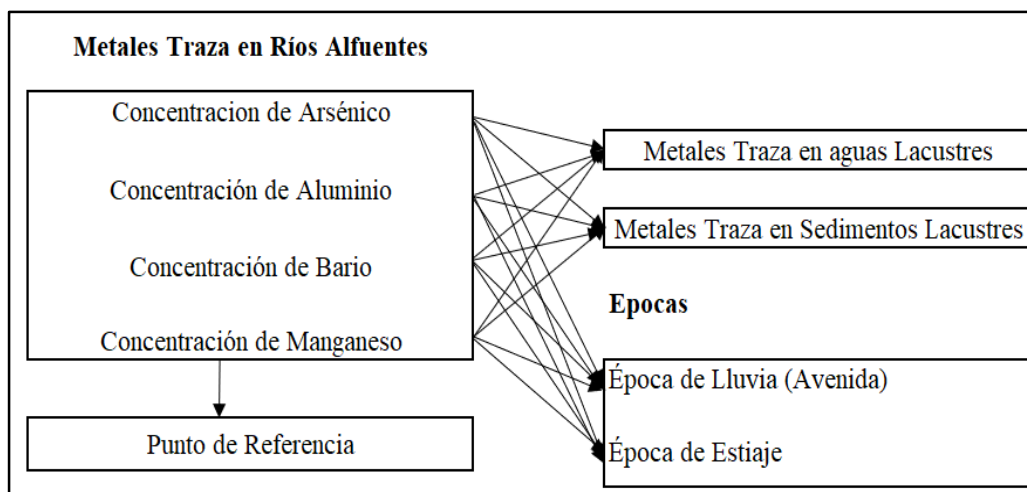 Metales Traza en Ríos Alfuentes
Concentracion de Arsénico
Concentración de Aluminio
Concentración de Bario
Concentración de Manganeso
Punto de Referencia
Metales Traza en aguas Lacustres
Metales Traza en Sedimentos Lacustres
Epocas
Época de Lluvia (Avenida)
Época de Estiaje